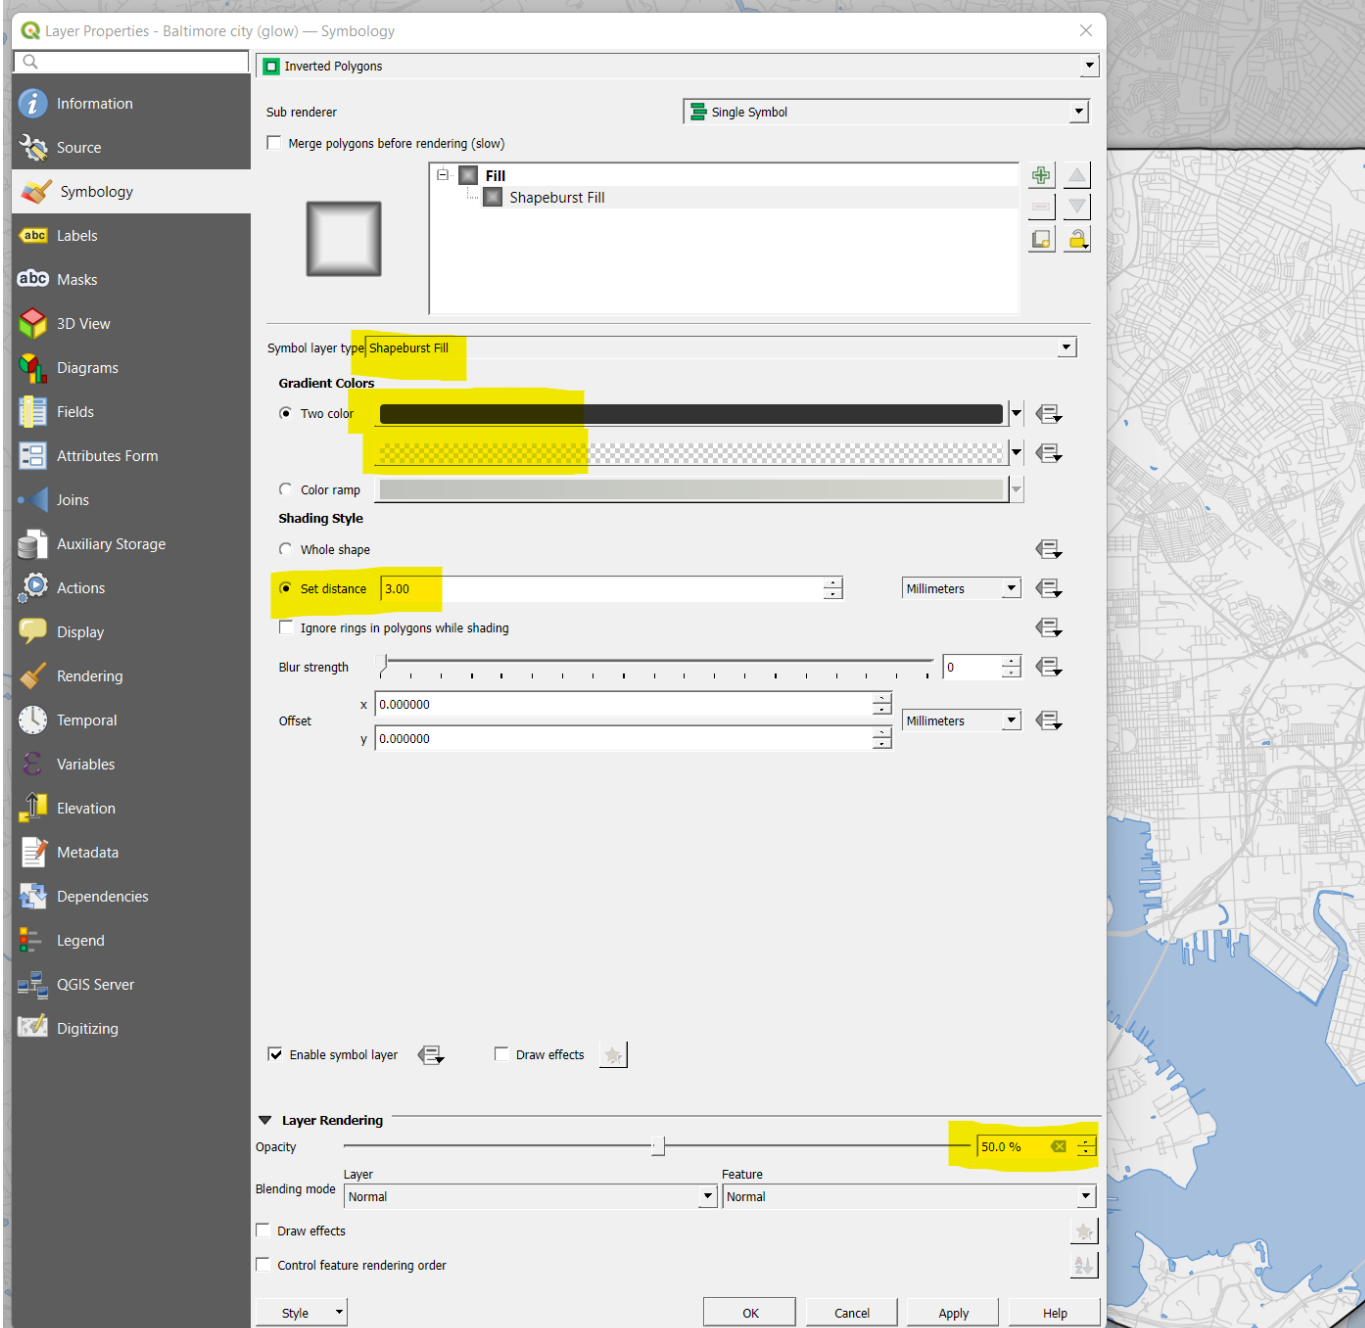 Layer Properties - Baltimore city (glow) — Symbology
Inverted Polygons
Information
Source
Symbology
abc Labels
abc Masks
3D View
Diagrams
Fields
Attributes Form
Joins
Auxiliary Storage
Actions
Display
Rendering
Temporal
Variables
Elevation
Metadata
Dependencies
Legend
QGIS Server
Digitizing
Sub renderer
Single Symbol
Merge polygons before rendering (slow)
Fill
Shapeburst Fill
Symbol layer type Shapeburst Fill
Gradient Colors
Two color
Color ramp
Shading Style
Whole shape
Set distance 3.00 Millimeters
Ignore rings in polygons while shading
Blur strength 0
x 0.000000
Offset Millimeters
y 0.000000
Enable symbol layer Draw effects
Layer Rendering
Opacity 50.0 %
Layer Feature
Blending mode Normal Normal
Draw effects
Control feature rendering order
Style OK Cancel Apply Help